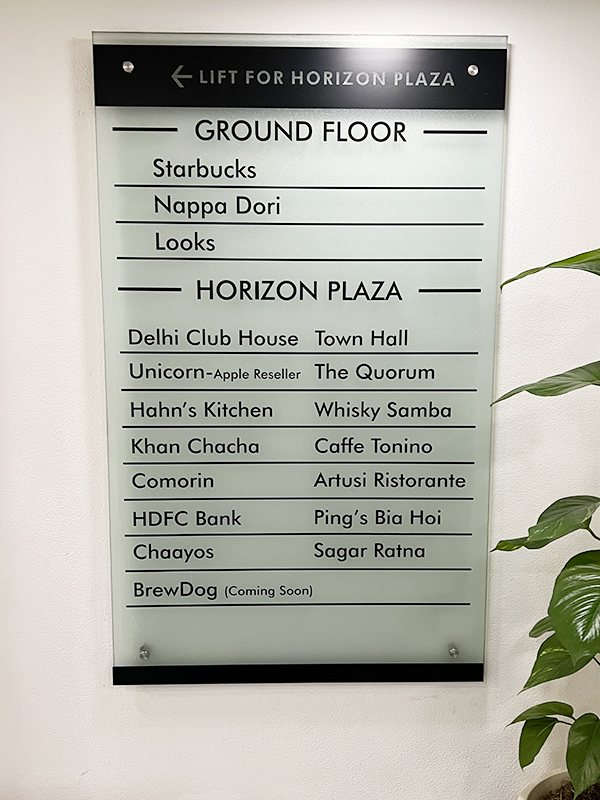 ← LIFT FOR HORIZON PLAZA
GROUND FLOOR
Starbucks
Nappa Dori
Looks
HORIZON PLAZA
Delhi Club House Town Hall
Unicorn-Apple Reseller The Quorum
Hahn's Kitchen Whisky Samba
Khan Chacha Caffe Tonino
Comorin Artusi Ristorante
HDFC Bank Ping's Bia Hoi
Chaayos Sagar Ratna
BrewDog (Coming Soon)